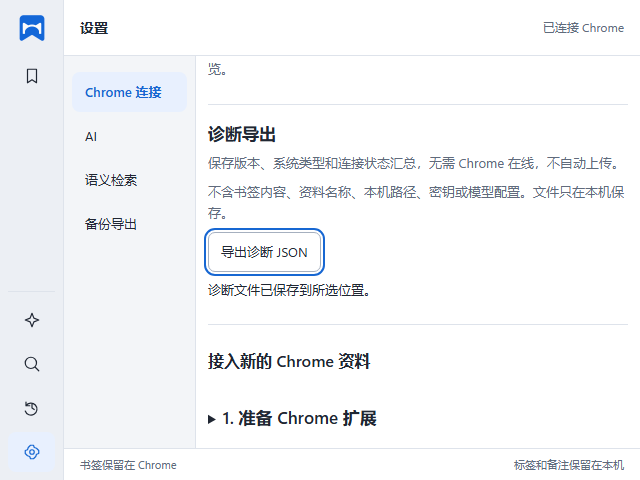 设置
已连接 Chrome
Chrome 连接
AI
语义检索
备份导出
览。
诊断导出
保存版本、系统类型和连接状态汇总，无需 Chrome 在线，不自动上传。
不含书签内容、资料名称、本机路径、密钥或模型配置。文件只在本机保
存。
导出诊断 JSON
诊断文件已保存到所选位置。
接入新的 Chrome 资料
1. 准备 Chrome 扩展
书签保留在 Chrome
标签和备注保留在本机